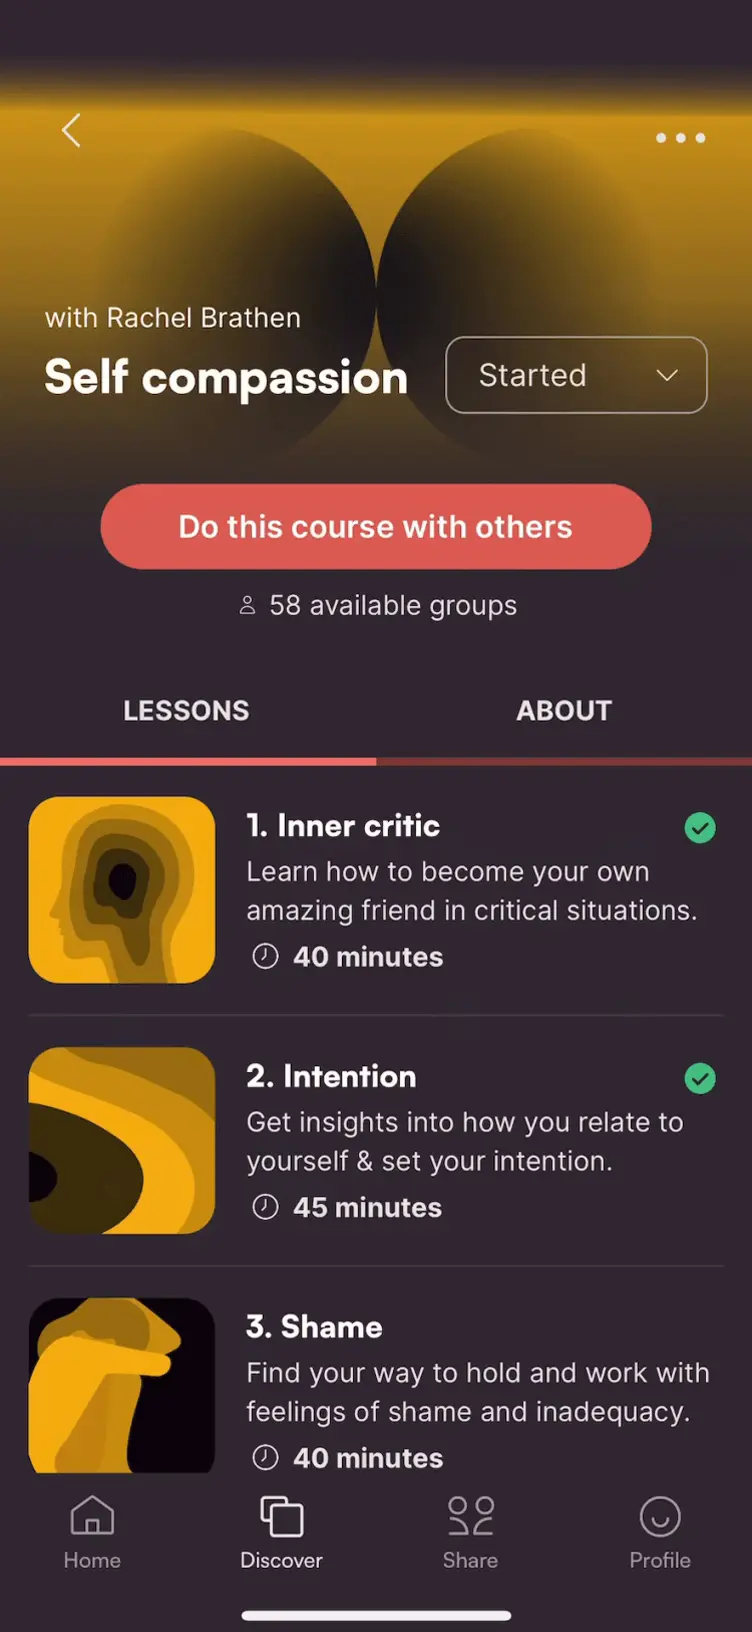 with Rachel Brathen
Self compassion
Started
Do this course with others
58 available groups
LESSONS
ABOUT
1. Inner critic
Learn how to become your own
amazing friend in critical situations.
40 minutes
2. Intention
Get insights into how you relate to
yourself & set your intention.
45 minutes
3. Shame
Find your way to hold and work with
feelings of shame and inadequacy.
40 minutes
Home
Discover
Share
Profile